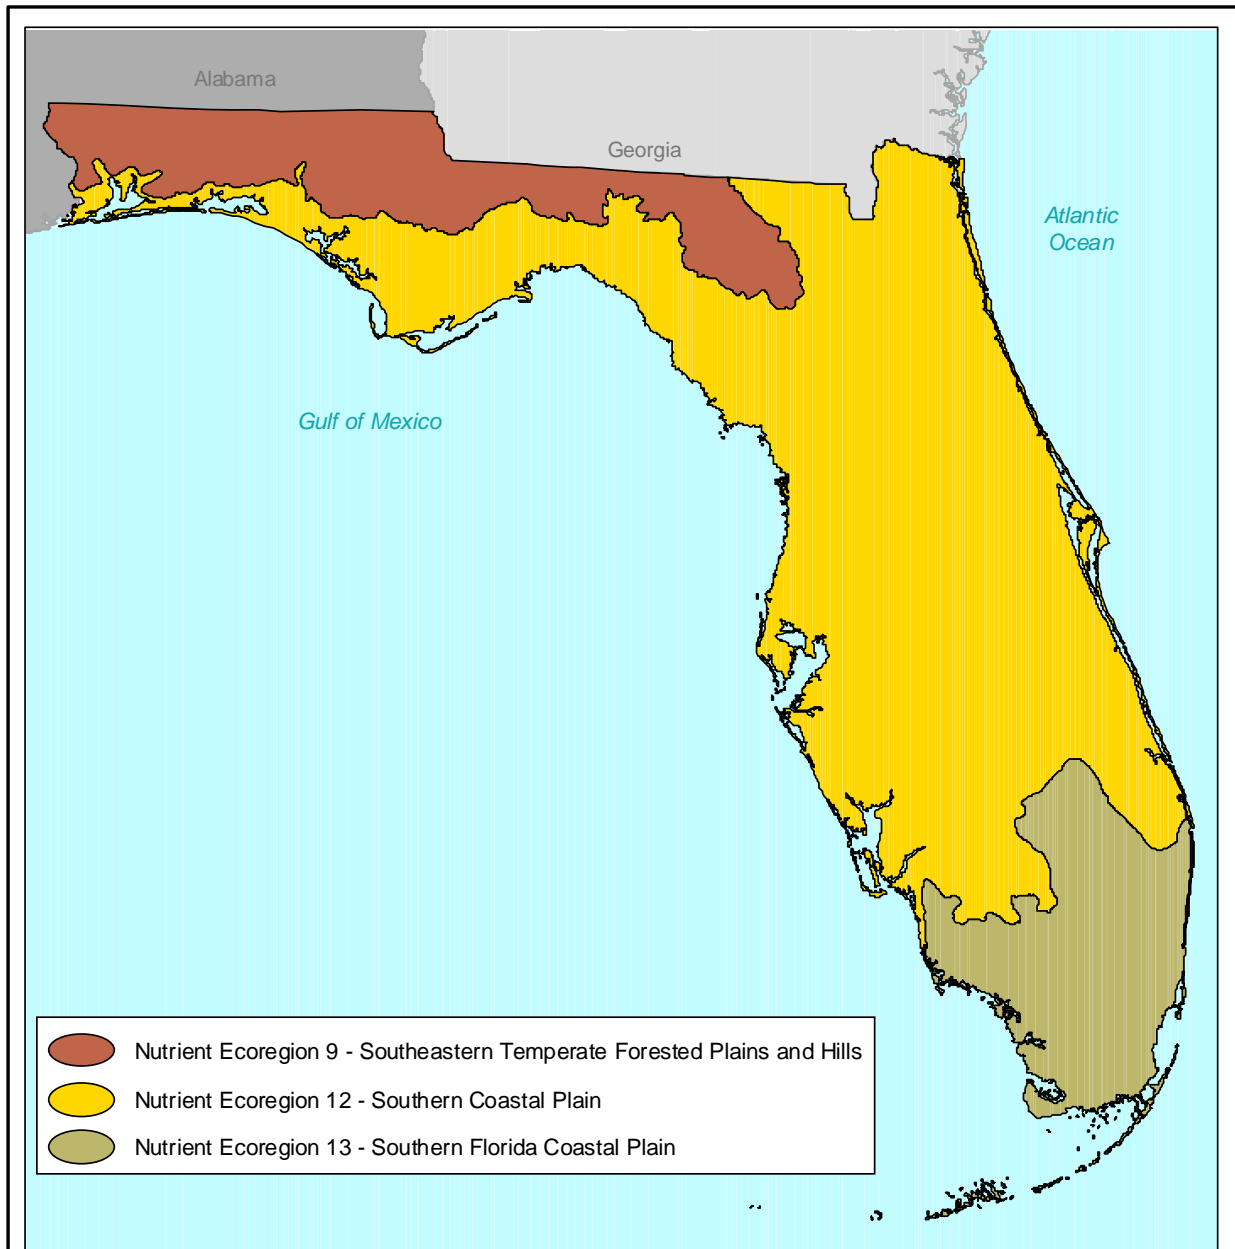 Alabama
Georgia
Atlantic
Ocean
Gulf of Mexico
Nutrient Ecoregion 9 - Southeastern Temperate Forested Plains and Hills
Nutrient Ecoregion 12 - Southern Coastal Plain
Nutrient Ecoregion 13 - Southern Florida Coastal Plain